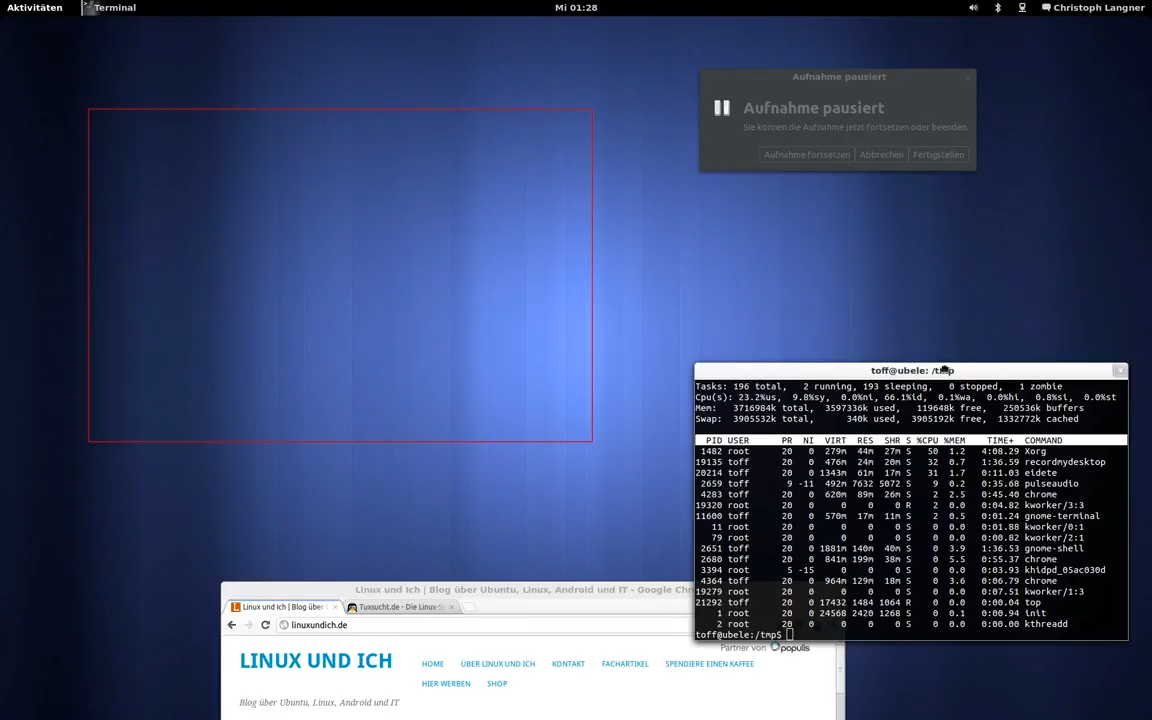 Aktivitäten Terminal Mi 01:28 Christoph Langner
Aufnahme pausiert
Aufnahme pausiert
Sie können die Aufnahme jetzt fortsetzen oder beenden.
Aufnahme fortsetzen Abbrechen Fertigstellen
toff@ubele: /tmp
Tasks: 196 total, 2 running, 193 sleeping, 0 stopped, 1 zombie
Cpu(s): 23.2%us, 9.8%sy, 0.0%ni, 66.1%id, 0.1%wa, 0.0%hi, 0.8%si, 0.0%st
Mem: 3716984k total, 3597336k used, 119648k free, 250536k buffers
Swap: 3905532k total, 340k used, 3905192k free, 1332772k cached
PID USER PR NI VIRT RES SHR S %CPU %MEM TIME+ COMMAND
1482 root 20 0 279m 44m 27m S 50 1.2 4:08.29 Xorg
19135 toff 20 0 476m 24m 20m S 32 0.7 1:36.59 recordmydesktop
20214 toff 20 0 1343m 61m 17m S 31 1.7 0:11.03 eidete
2659 toff 9 -11 492m 7632 5072 S 9 0.2 0:35.68 pulseaudio
4283 toff 20 0 620m 89m 26m S 2 2.5 0:45.40 chrome
19320 root 20 0 0 0 0 R 2 0.0 0:04.82 kworker/3:3
11600 toff 20 0 570m 17m 11m S 2 0.5 0:01.24 gnome-terminal
11 root 20 0 0 0 0 S 0 0.0 0:01.88 kworker/0:1
79 root 20 0 0 0 0 S 0 0.0 0:00.82 kworker/2:1
2651 toff 20 0 1881m 140m 40m S 0 3.9 1:36.53 gnome-shell
2680 toff 20 0 841m 199m 38m S 0 5.5 0:55.37 chrome
3394 root 5 -15 0 0 0 S 0 0.0 0:03.93 khidpd_05ac030d
4364 toff 20 0 964m 129m 18m S 0 3.6 0:06.79 chrome
19279 root 20 0 0 0 0 S 0 0.0 0:07.51 kworker/1:3
21292 toff 20 0 17432 1484 1064 R 0 0.0 0:00.04 top
1 root 20 0 24568 2420 1268 S 0 0.1 0:00.94 init
2 root 20 0 0 0 0 S 0 0.0 0:00.00 kthreadd
toff@ubele:/tmp$
Linux und Ich | Blog über Ubuntu, Linux, Android und IT - Google Chr
Linux und Ich | Blog über Tuxsucht.de - Die Linux-S
linuxundich.de
Partner von populis
LINUX UND ICH
HOME ÜBER LINUX UND ICH KONTAKT FACHARTIKEL SPENDIERE EINEN KAFFEE
HIER WERBEN SHOP
Blog über Ubuntu, Linux, Android und IT